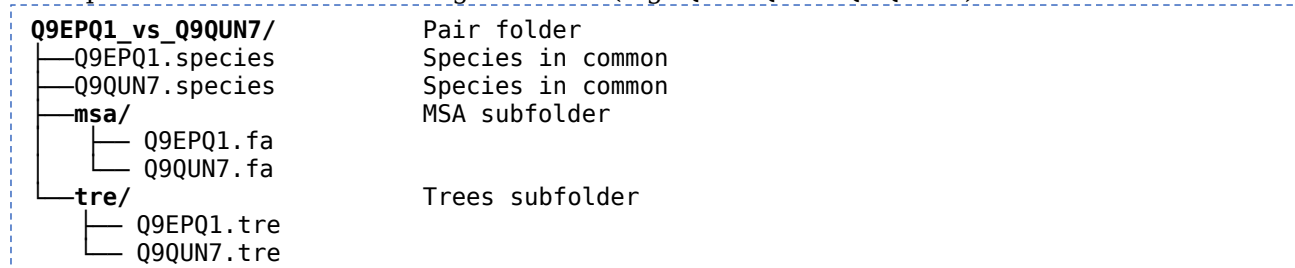 Q9EPQ1_vs_Q9QUN7/ Pair folder
├──Q9EPQ1.species Species in common
├──Q9QUN7.species Species in common
├──msa/ MSA subfolder
│   ├── Q9EPQ1.fa
│   └── Q9QUN7.fa
└──tre/ Trees subfolder
    ├── Q9EPQ1.tre
    └── Q9QUN7.tre